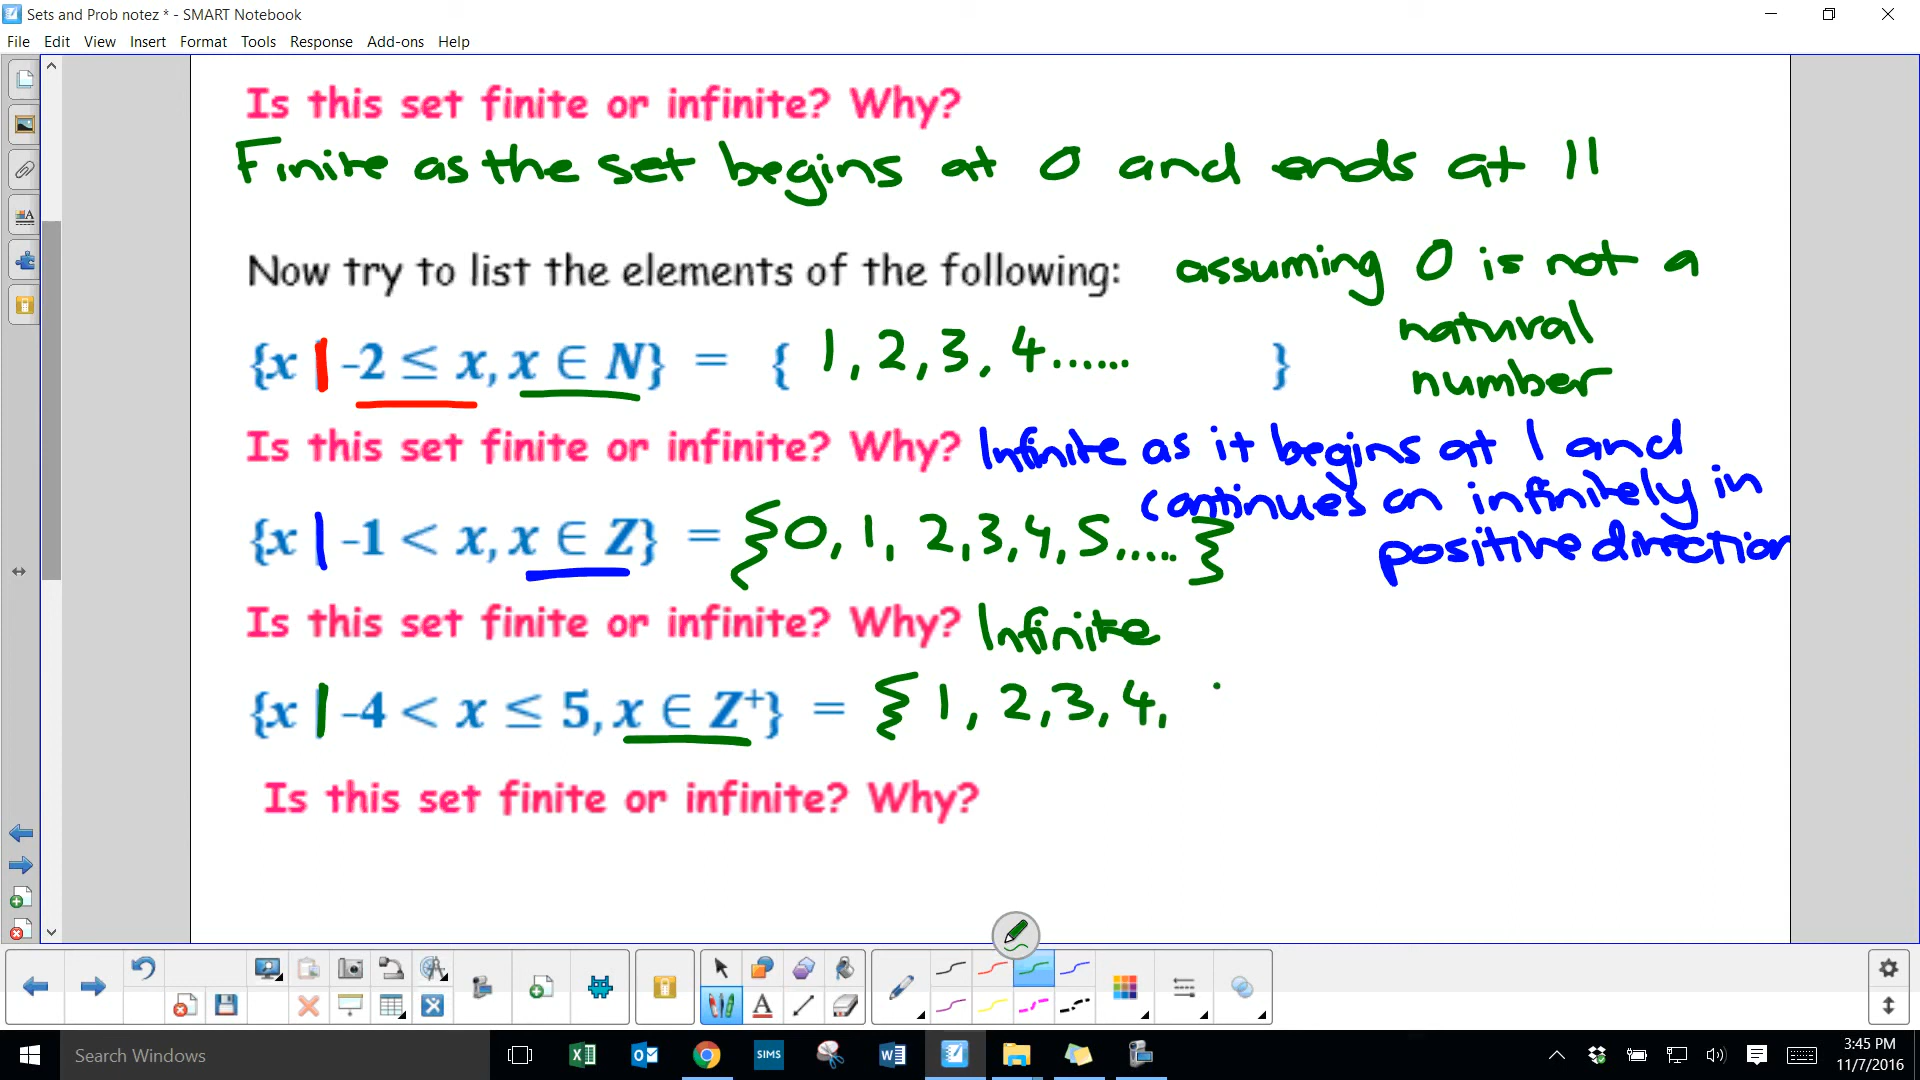 Sets and Prob notez * - SMART Notebook
File Edit View Insert Format Tools Response Add-ons Help
Is this set finite or infinite? Why?
Finite as the set begins at 0 and ends at 11
Now try to list the elements of the following: assuming 0 is not a
natural
number
{x | -2 ≤ x, x ∈ N} = { 1, 2, 3, 4...... }
Is this set finite or infinite? Why? Infinite as it begins at 1 and
continues on infinitely in
positive direction
{x | -1 < x, x ∈ Z} = {0, 1, 2, 3, 4, 5,..... }
Is this set finite or infinite? Why? Infinite
{x | -4 < x ≤ 5, x ∈ Z⁺} = { 1, 2, 3, 4,
Is this set finite or infinite? Why?
Search Windows
SIMS
3:45 PM
11/7/2016